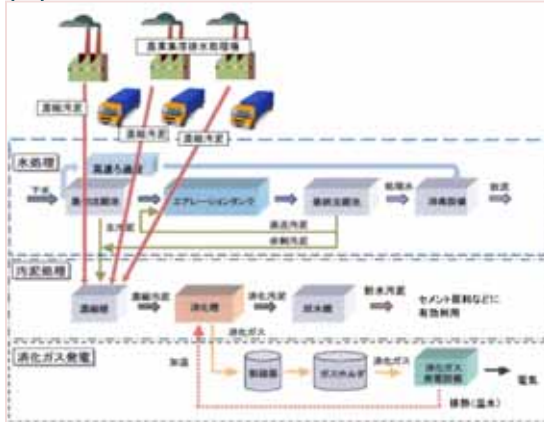 農業集落排水処理場
濃縮汚泥
濃縮汚泥
濃縮汚泥
水処理
高速ろ過設備
下水
最初沈殿池
エアレーションタンク
最終沈殿池
処理水
消毒設備
放流
生汚泥
返送汚泥
余剰汚泥
汚泥処理
濃縮槽
濃縮汚泥
消化槽
消化汚泥
脱水機
脱水汚泥
セメント原料などに
有効利用
消化ガス発電
加温
消化ガス
脱硫器
ガスホルダ
消化ガス
消化ガス
発電設備
電気
排熱(温水)